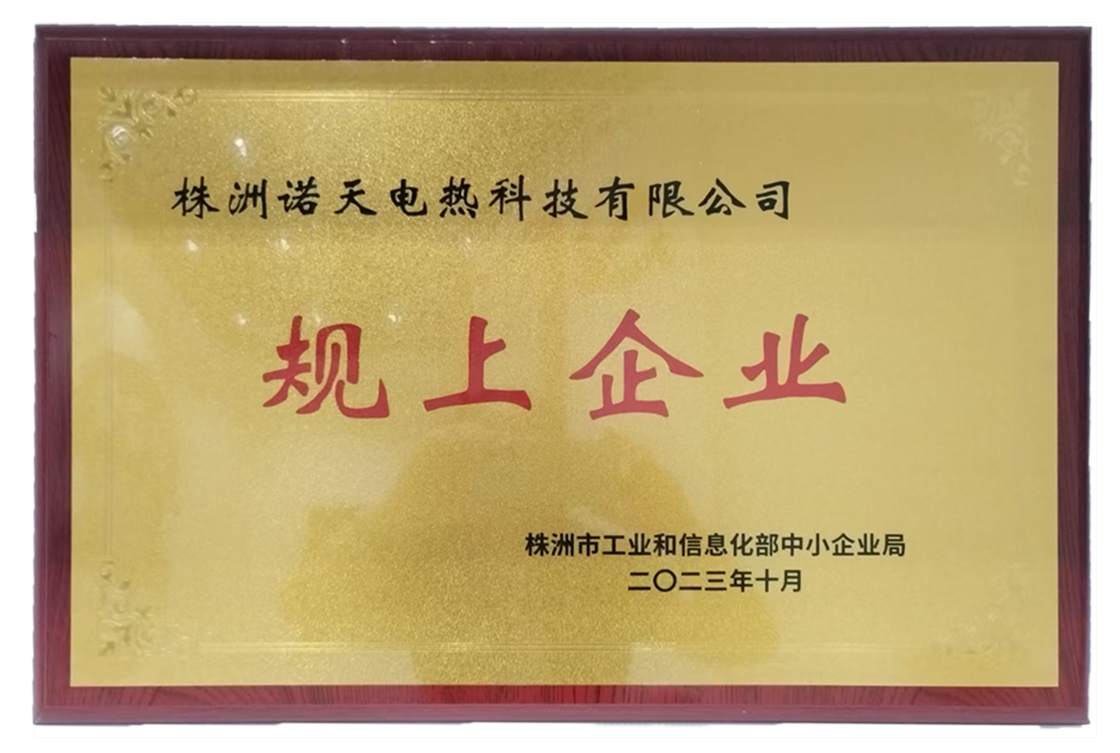 株洲诺天电热科技有限公司
规上企业
株洲市工业和信息化部中小企业局
二〇二三年十月